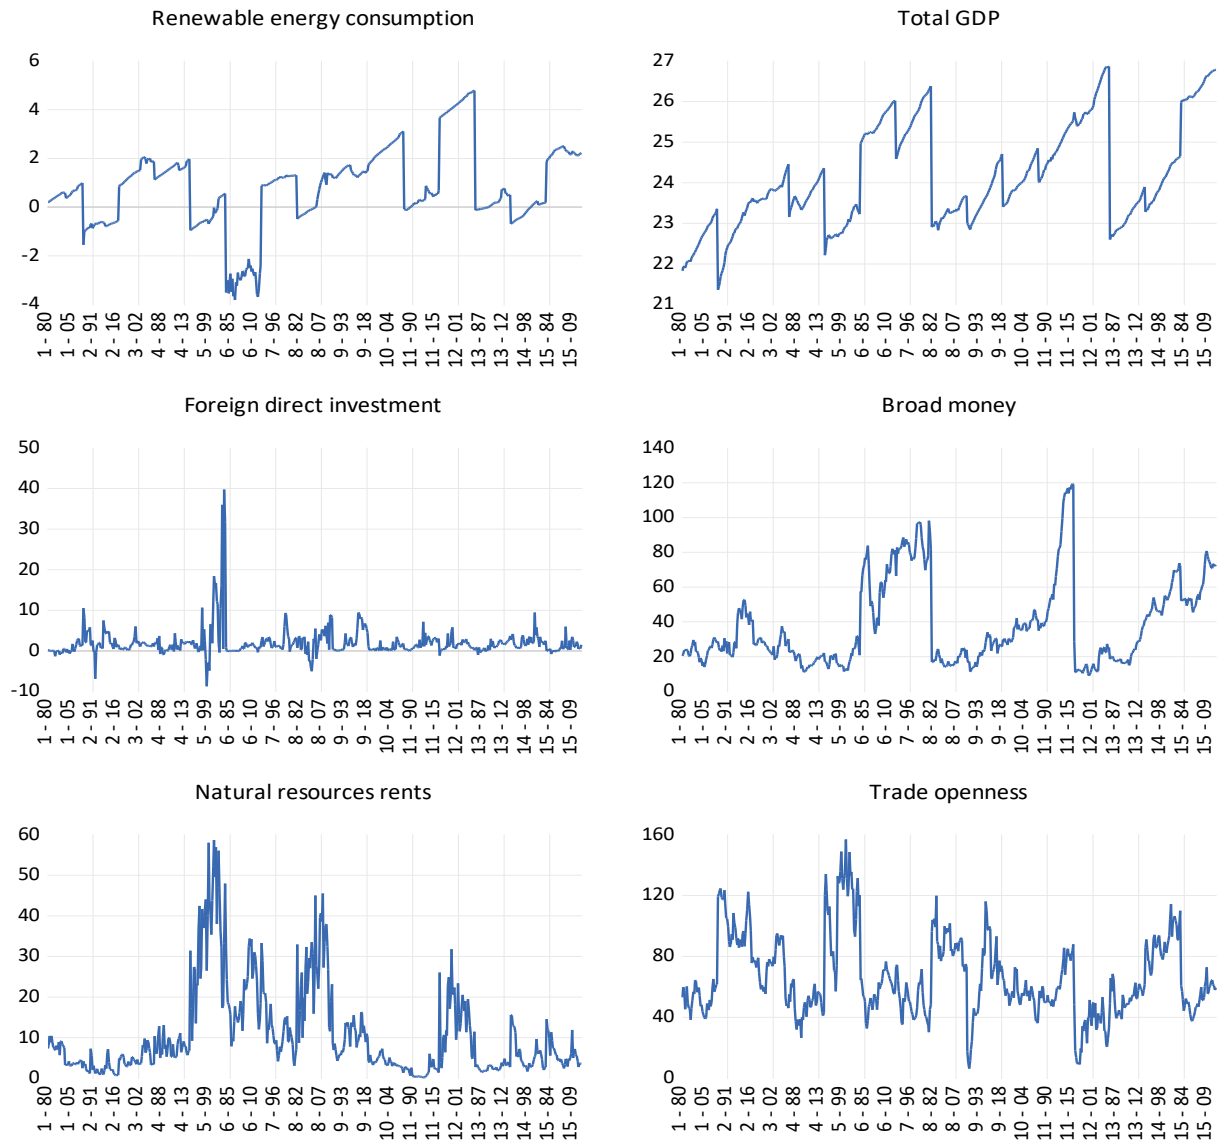 Renewable energy consumption
6
4
2
0
-2
-4
1 - 80
1 - 05
2 - 91
2 - 16
3 - 02
4 - 88
4 - 13
5 - 99
6 - 85
6 - 10
7 - 96
8 - 82
8 - 07
9 - 93
9 - 18
10 - 04
11 - 90
11 - 15
12 - 01
13 - 87
13 - 12
14 - 98
15 - 84
15 - 09
Total GDP
27
26
25
24
23
22
21
1 - 80
1 - 05
2 - 91
2 - 16
3 - 02
4 - 88
4 - 13
5 - 99
6 - 85
6 - 10
7 - 96
8 - 82
8 - 07
9 - 93
9 - 18
10 - 04
11 - 90
11 - 15
12 - 01
13 - 87
13 - 12
14 - 98
15 - 84
15 - 09
Foreign direct investment
50
40
30
20
10
0
-10
1 - 80
1 - 05
2 - 91
2 - 16
3 - 02
4 - 88
4 - 13
5 - 99
6 - 85
6 - 10
7 - 96
8 - 82
8 - 07
9 - 93
9 - 18
10 - 04
11 - 90
11 - 15
12 - 01
13 - 87
13 - 12
14 - 98
15 - 84
15 - 09
Broad money
140
120
100
80
60
40
20
0
1 - 80
1 - 05
2 - 91
2 - 16
3 - 02
4 - 88
4 - 13
5 - 99
6 - 85
6 - 10
7 - 96
8 - 82
8 - 07
9 - 93
9 - 18
10 - 04
11 - 90
11 - 15
12 - 01
13 - 87
13 - 12
14 - 98
15 - 84
15 - 09
Natural resources rents
60
50
40
30
20
10
0
1 - 80
1 - 05
2 - 91
2 - 16
3 - 02
4 - 88
4 - 13
5 - 99
6 - 85
6 - 10
7 - 96
8 - 82
8 - 07
9 - 93
9 - 18
10 - 04
11 - 90
11 - 15
12 - 01
13 - 87
13 - 12
14 - 98
15 - 84
15 - 09
Trade openness
160
120
80
40
0
1 - 80
1 - 05
2 - 91
2 - 16
3 - 02
4 - 88
4 - 13
5 - 99
6 - 85
6 - 10
7 - 96
8 - 82
8 - 07
9 - 93
9 - 18
10 - 04
11 - 90
11 - 15
12 - 01
13 - 87
13 - 12
14 - 98
15 - 84
15 - 09